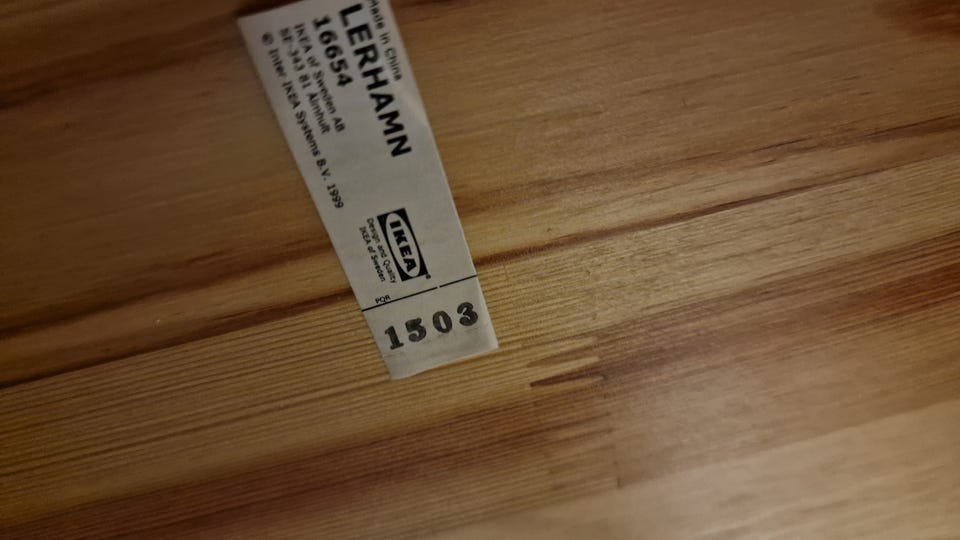 Made in China
LERHAMN
16654
IKEA of Sweden AB
SE-343 81 Älmhult
© Inter IKEA Systems B.V. 1999
IKEA®
Design and Quality
IKEA of Sweden
PQR
1503